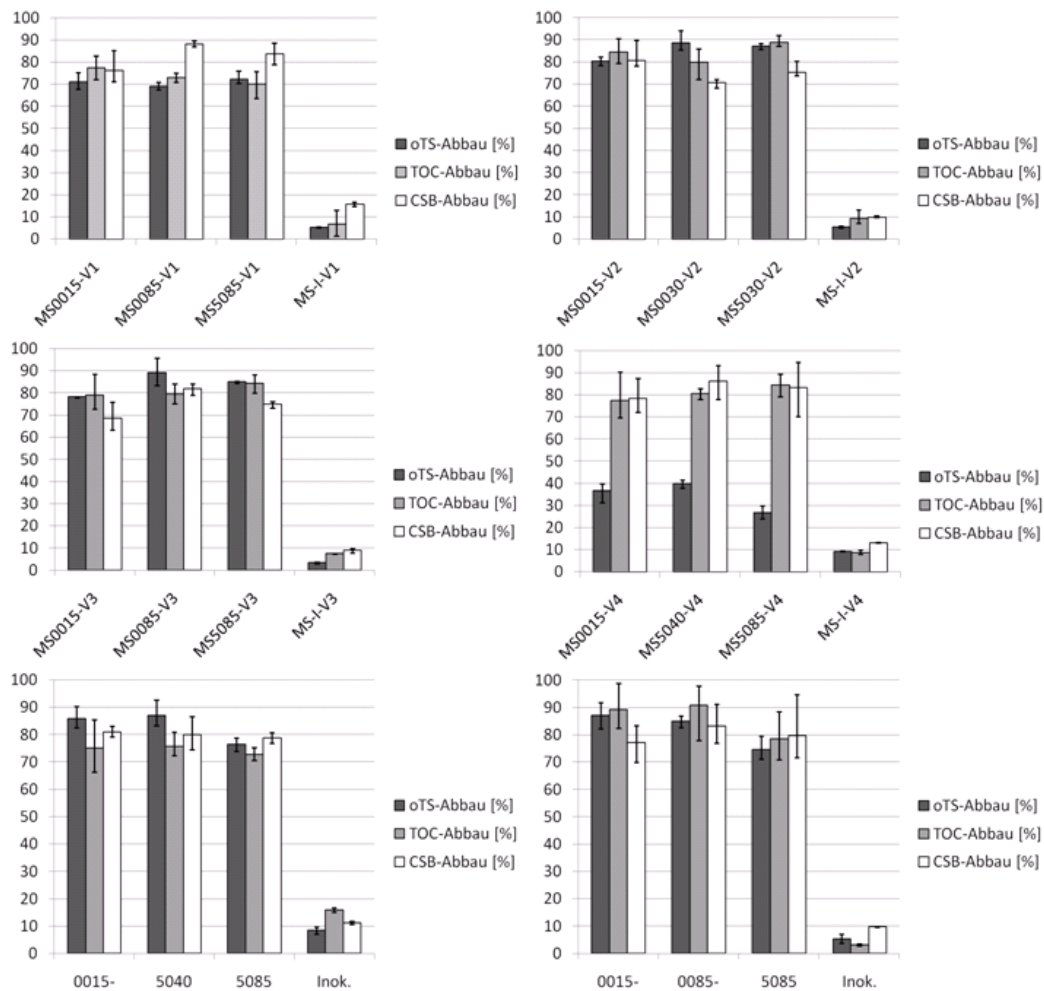 100
90
80
70
60
50
40
30
20
10
0
MS0015-V1
MS0085-V1
MS5085-V1
MS-I-V1
oTS-Abbau [%]
TOC-Abbau [%]
CSB-Abbau [%]
100
90
80
70
60
50
40
30
20
10
0
MS0015-V2
MS0030-V2
MS5030-V2
MS-I-V2
oTS-Abbau [%]
TOC-Abbau [%]
CSB-Abbau [%]
100
90
80
70
60
50
40
30
20
10
0
MS0015-V3
MS0085-V3
MS5085-V3
MS-I-V3
oTS-Abbau [%]
TOC-Abbau [%]
CSB-Abbau [%]
100
90
80
70
60
50
40
30
20
10
0
MS0015-V4
MS5040-V4
MS5085-V4
MS-I-V4
oTS-Abbau [%]
TOC-Abbau [%]
CSB-Abbau [%]
100
90
80
70
60
50
40
30
20
10
0
0015- 5040 5085 Inok.
oTS-Abbau [%]
TOC-Abbau [%]
CSB-Abbau [%]
100
90
80
70
60
50
40
30
20
10
0
0015- 0085- 5085 Inok.
oTS-Abbau [%]
TOC-Abbau [%]
CSB-Abbau [%]